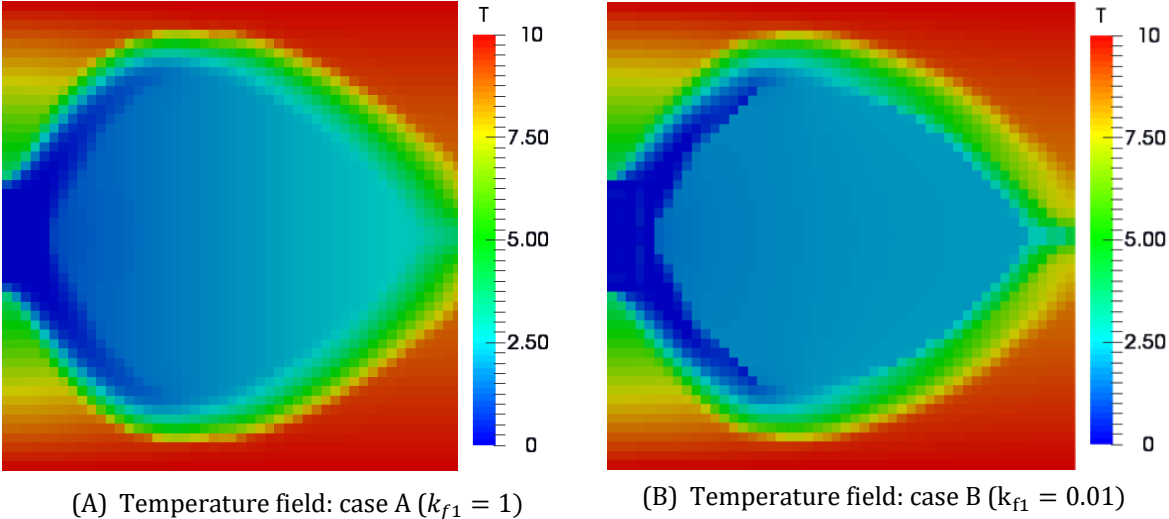 T
10
7.50
5.00
2.50
0
T
10
7.50
5.00
2.50
0
(A) Temperature field: case A (k_{f1} = 1)
(B) Temperature field: case B (k_{f1} = 0.01)